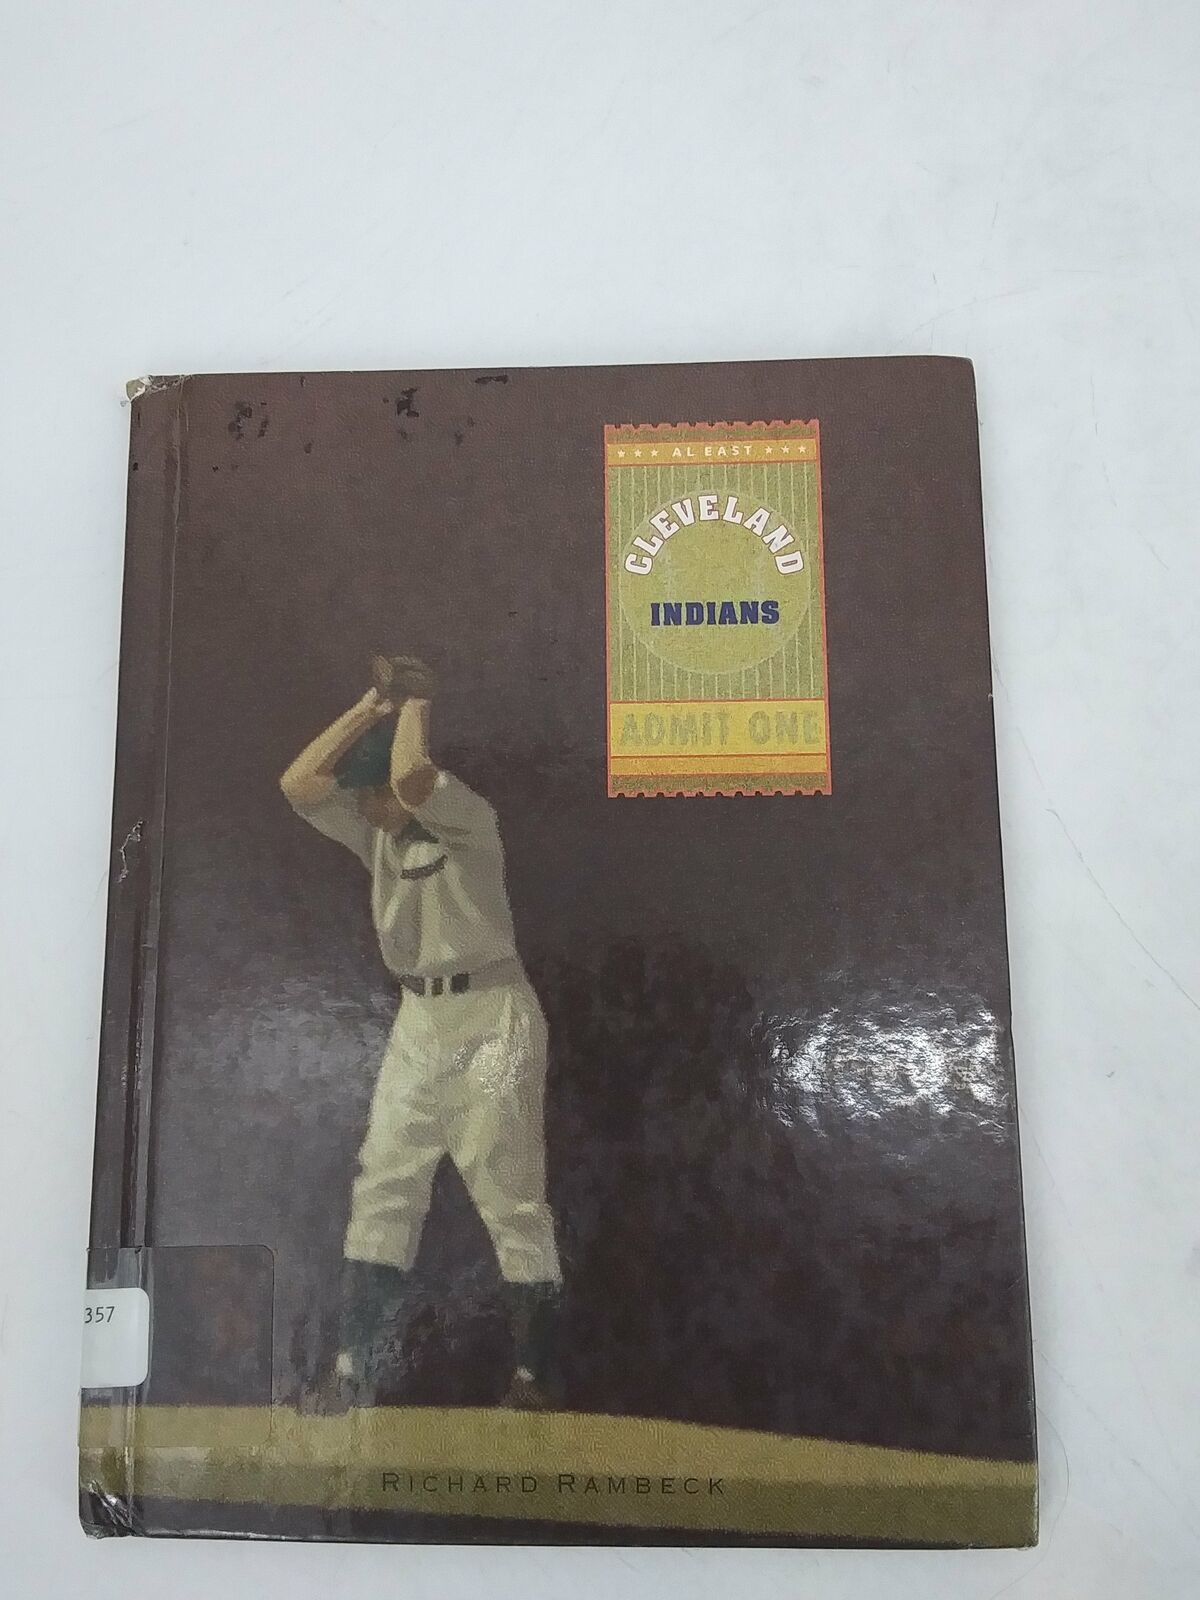 ★ ★ ★ AL EAST ★ ★ ★
CLEVELAND
INDIANS
ADMIT ONE
357
RICHARD RAMBECK